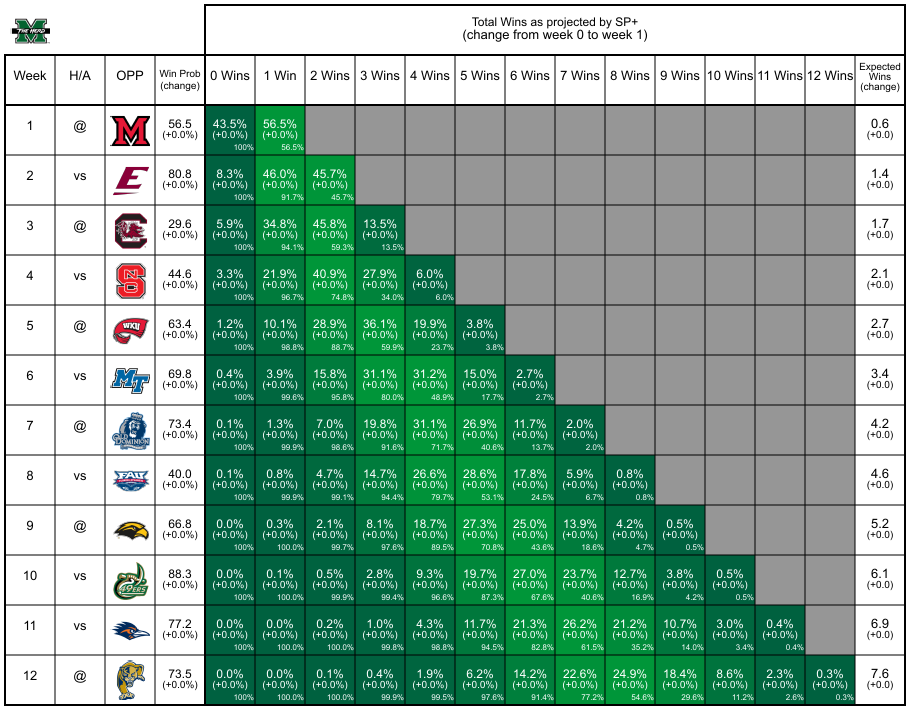 THE HERD
Total Wins as projected by SP+
(change from week 0 to week 1)
Week H/A OPP Win Prob (change) 0 Wins 1 Win 2 Wins 3 Wins 4 Wins 5 Wins 6 Wins 7 Wins 8 Wins 9 Wins 10 Wins 11 Wins 12 Wins Expected Wins (change)
1 @ M 56.5 43.5% 56.5% 0.6
(+0.0%) (+0.0%) (+0.0%) (+0.0)
100% 56.5%
2 vs E 80.8 8.3% 46.0% 45.7% 1.4
(+0.0%) (+0.0%) (+0.0%) (+0.0%) (+0.0)
100% 91.7% 45.7%
3 @ C 29.6 5.9% 34.8% 45.8% 13.5% 1.7
(+0.0%) (+0.0%) (+0.0%) (+0.0%) (+0.0%) (+0.0)
100% 94.1% 59.3% 13.5%
4 vs NCS 44.6 3.3% 21.9% 40.9% 27.9% 6.0% 2.1
(+0.0%) (+0.0%) (+0.0%) (+0.0%) (+0.0%) (+0.0%) (+0.0)
100% 96.7% 74.8% 34.0% 6.0%
5 @ WKU 63.4 1.2% 10.1% 28.9% 36.1% 19.9% 3.8% 2.7
(+0.0%) (+0.0%) (+0.0%) (+0.0%) (+0.0%) (+0.0%) (+0.0%) (+0.0)
100% 98.8% 88.7% 59.9% 23.7% 3.8%
6 vs MT 69.8 0.4% 3.9% 15.8% 31.1% 31.2% 15.0% 2.7% 3.4
(+0.0%) (+0.0%) (+0.0%) (+0.0%) (+0.0%) (+0.0%) (+0.0%) (+0.0%) (+0.0)
100% 99.6% 95.8% 80.0% 48.9% 17.7% 2.7%
7 @ OLD DOMINION 73.4 0.1% 1.3% 7.0% 19.8% 31.1% 26.9% 11.7% 2.0% 4.2
(+0.0%) (+0.0%) (+0.0%) (+0.0%) (+0.0%) (+0.0%) (+0.0%) (+0.0%) (+0.0%) (+0.0)
100% 99.9% 98.6% 91.6% 71.7% 40.6% 13.7% 2.0%
8 vs FAU 40.0 0.1% 0.8% 4.7% 14.7% 26.6% 28.6% 17.8% 5.9% 0.8% 4.6
(+0.0%) (+0.0%) (+0.0%) (+0.0%) (+0.0%) (+0.0%) (+0.0%) (+0.0%) (+0.0%) (+0.0%) (+0.0)
100% 99.9% 99.1% 94.4% 79.7% 53.1% 24.5% 6.7% 0.8%
9 @ 66.8 0.0% 0.3% 2.1% 8.1% 18.7% 27.3% 25.0% 13.9% 4.2% 0.5% 5.2
(+0.0%) (+0.0%) (+0.0%) (+0.0%) (+0.0%) (+0.0%) (+0.0%) (+0.0%) (+0.0%) (+0.0%) (+0.0%) (+0.0)
100% 100.0% 99.7% 97.6% 89.5% 70.8% 43.6% 18.6% 4.7% 0.5%
10 vs 49ERS 88.3 0.0% 0.1% 0.5% 2.8% 9.3% 19.7% 27.0% 23.7% 12.7% 3.8% 0.5% 6.1
(+0.0%) (+0.0%) (+0.0%) (+0.0%) (+0.0%) (+0.0%) (+0.0%) (+0.0%) (+0.0%) (+0.0%) (+0.0%) (+0.0%) (+0.0)
100% 100.0% 99.9% 99.4% 96.6% 87.3% 67.6% 40.6% 16.9% 4.2% 0.5%
11 vs 77.2 0.0% 0.0% 0.2% 1.0% 4.3% 11.7% 21.3% 26.2% 21.2% 10.7% 3.0% 0.4% 6.9
(+0.0%) (+0.0%) (+0.0%) (+0.0%) (+0.0%) (+0.0%) (+0.0%) (+0.0%) (+0.0%) (+0.0%) (+0.0%) (+0.0%) (+0.0%) (+0.0)
100% 100.0% 100.0% 99.8% 98.8% 94.5% 82.8% 61.5% 35.2% 14.0% 3.4% 0.4%
12 @ 73.5 0.0% 0.0% 0.1% 0.4% 1.9% 6.2% 14.2% 22.6% 24.9% 18.4% 8.6% 2.3% 0.3% 7.6
(+0.0%) (+0.0%) (+0.0%) (+0.0%) (+0.0%) (+0.0%) (+0.0%) (+0.0%) (+0.0%) (+0.0%) (+0.0%) (+0.0%) (+0.0%) (+0.0%) (+0.0)
100% 100.0% 100.0% 99.9% 99.5% 97.6% 91.4% 77.2% 54.6% 29.6% 11.2% 2.6% 0.3%